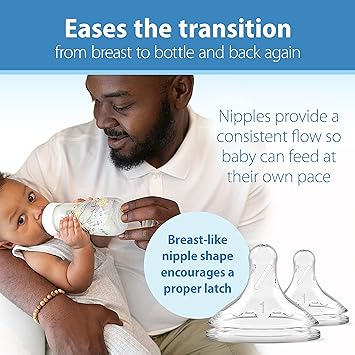 Eases the transition
from breast to bottle and back again
Nipples provide a
consistent flow so
baby can feed at
their own pace
Breast-like
nipple shape
encourages a
proper latch